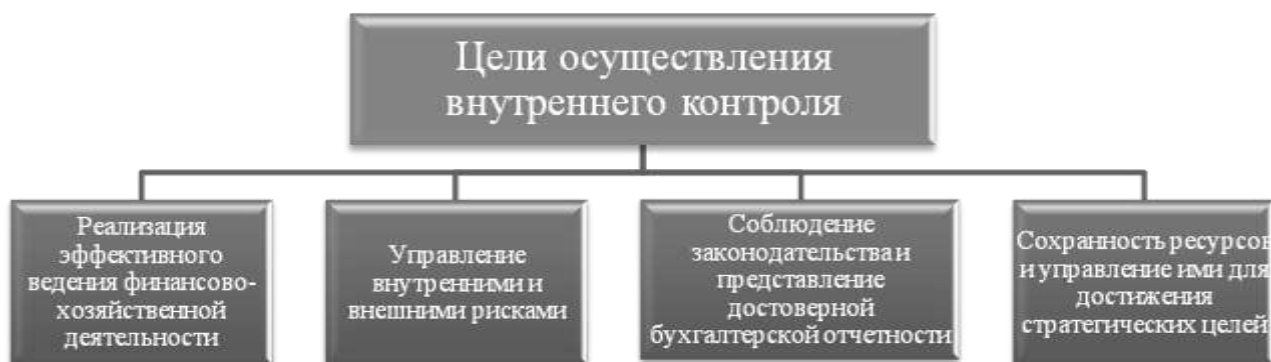 Цели осуществления
внутреннего контроля
Реализация
эффективного
ведения финансово-
хозяйственной
деятельности
Управление
внутренними и
внешними рисками
Соблюдение
законодательства и
представление
достоверной
бухгалтерской отчетности
Сохранность ресурсов
и управление ими для
достижения
стратегических целей